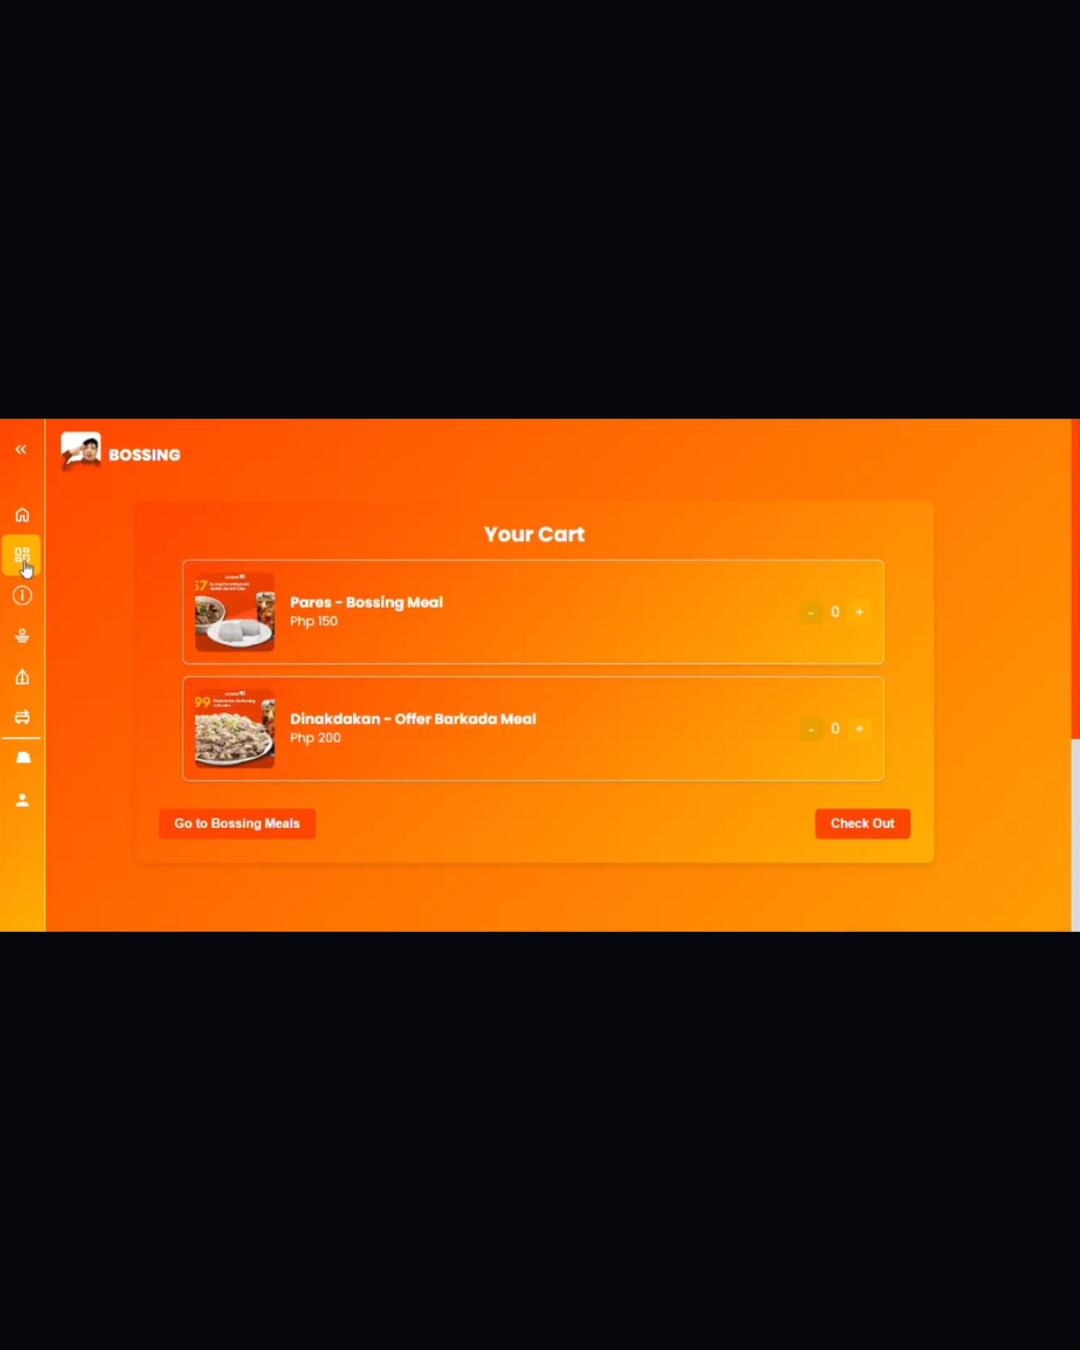 BOSSING
Your Cart
Pares - Bossing Meal
Php 150
- 0 +
Dinakdakan - Offer Barkada Meal
Php 200
- 0 +
99
Go to Bossing Meals
Check Out